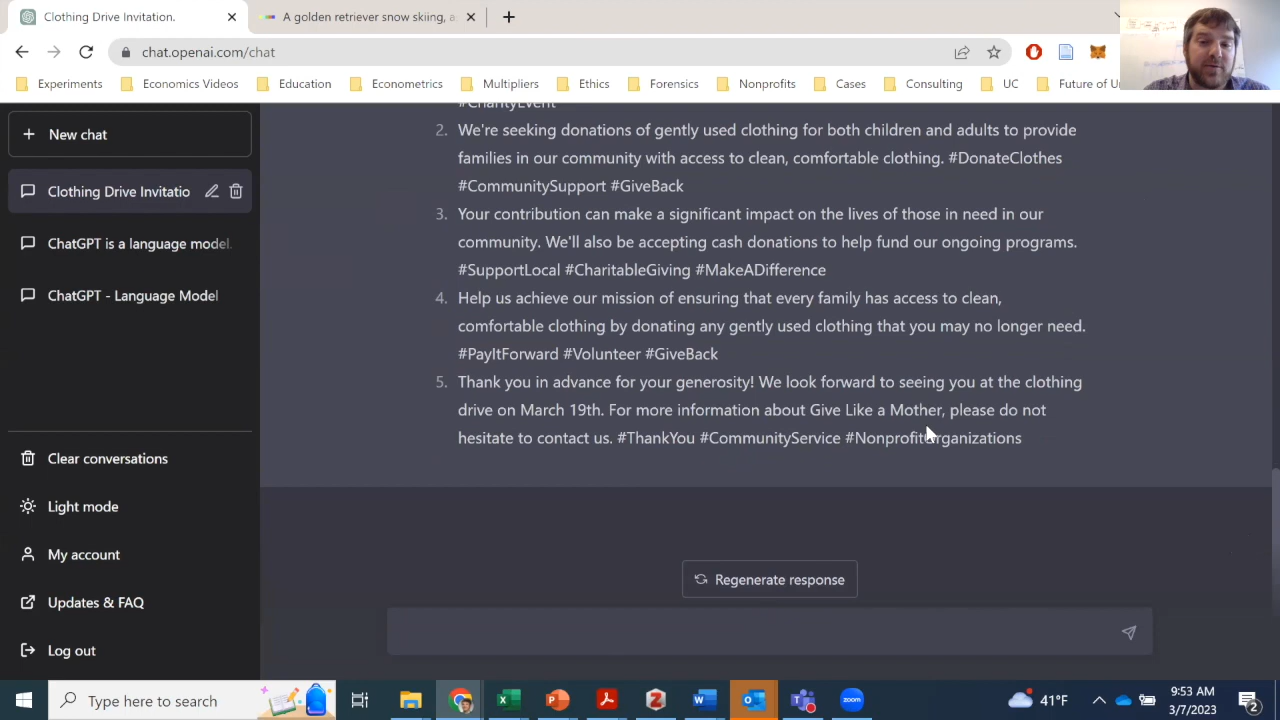 Clothing Drive Invitation.
A golden retriever snow skiing,
chat.openai.com/chat
Experiments
Economics Videos
Education
Econometrics
Multipliers
Ethics
Forensics
Nonprofits
Cases
Consulting
UC
Future of
New chat
Clothing Drive Invitatio
ChatGPT is a language model.
ChatGPT - Language Model
Clear conversations
Light mode
My account
Updates & FAQ
Log out
#CharityEvent
2. We're seeking donations of gently used clothing for both children and adults to provide
families in our community with access to clean, comfortable clothing. #DonateClothes
#CommunitySupport #GiveBack
3. Your contribution can make a significant impact on the lives of those in need in our
community. We'll also be accepting cash donations to help fund our ongoing programs.
#SupportLocal #CharitableGiving #MakeADifference
4. Help us achieve our mission of ensuring that every family has access to clean,
comfortable clothing by donating any gently used clothing that you may no longer need.
#PayItForward #Volunteer #GiveBack
5. Thank you in advance for your generosity! We look forward to seeing you at the clothing
drive on March 19th. For more information about Give Like a Mother, please do not
hesitate to contact us. #ThankYou #CommunityService #NonprofitOrganizations
Regenerate response
Type here to search
zoom
41°F
9:53 AM
3/7/2023
2